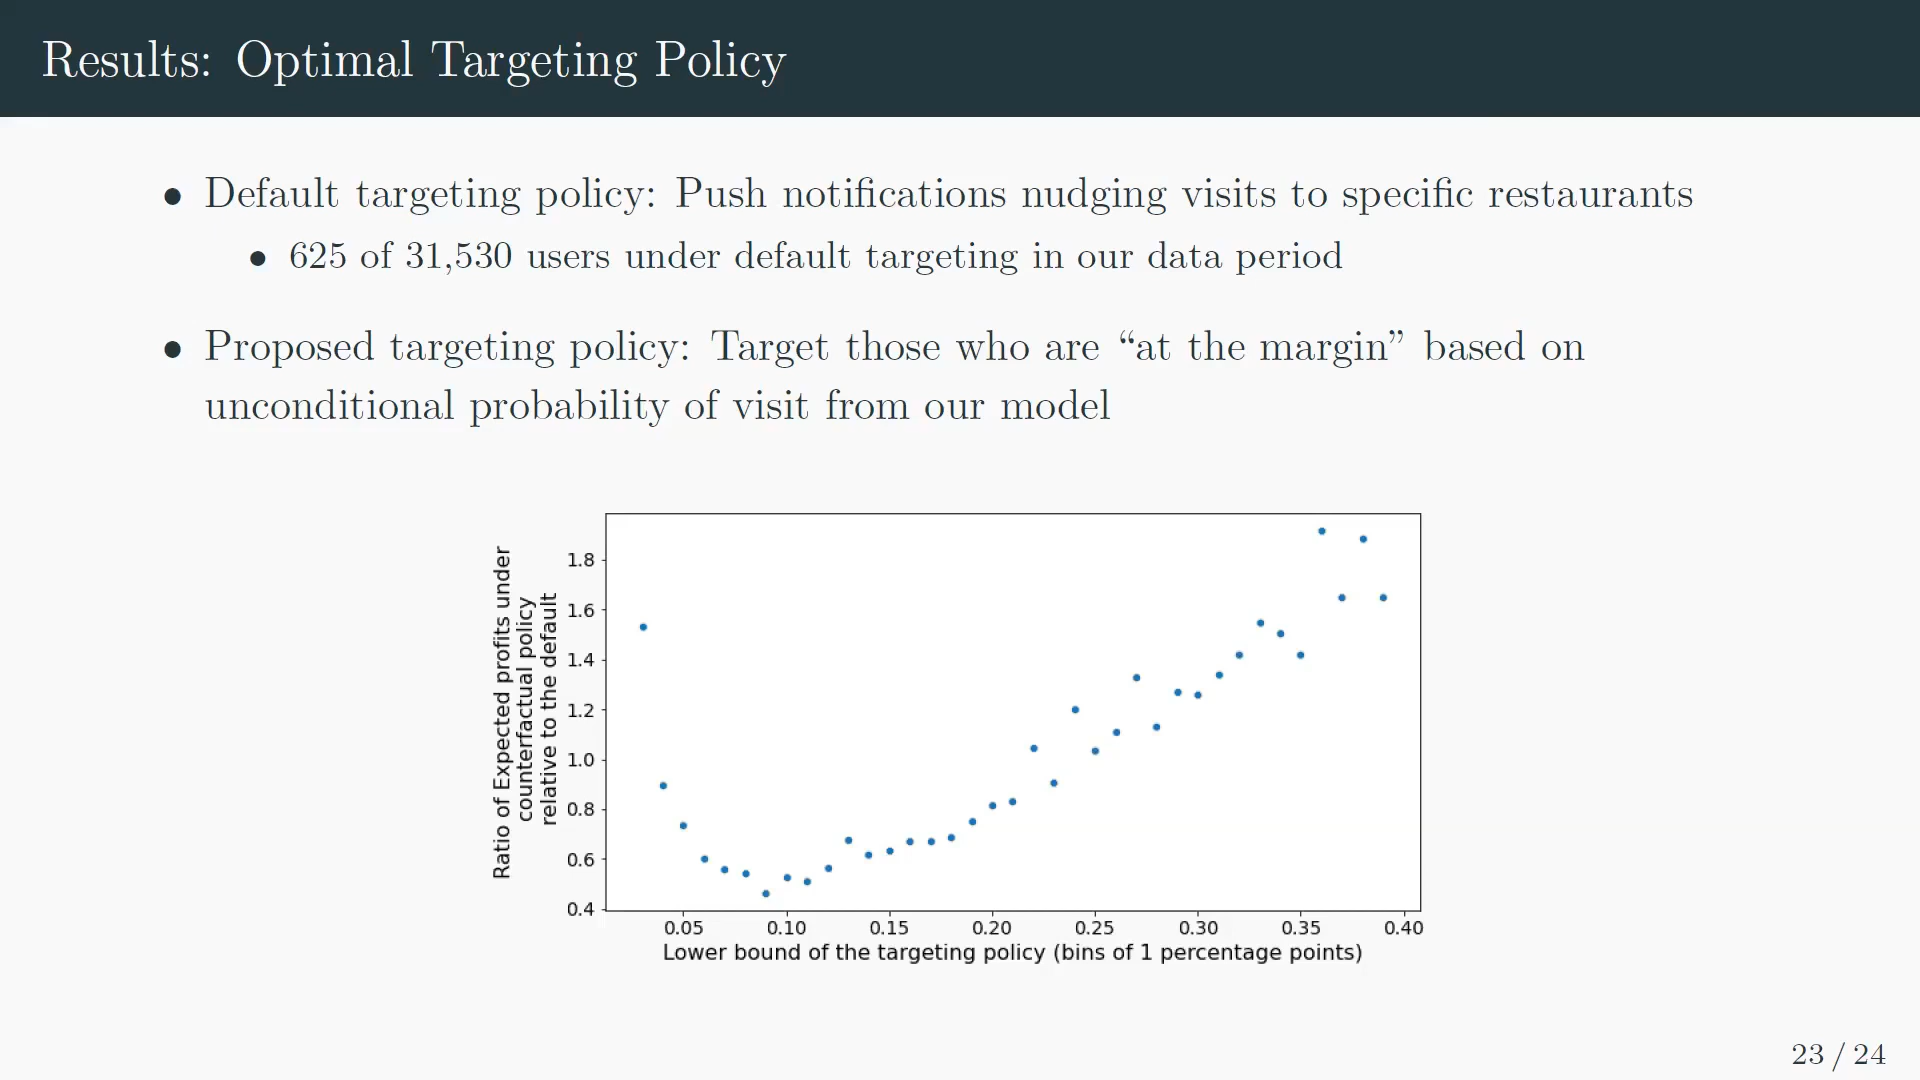 Results: Optimal Targeting Policy
• Default targeting policy: Push notifications nudging visits to specific restaurants
• 625 of 31,530 users under default targeting in our data period
• Proposed targeting policy: Target those who are “at the margin” based on
unconditional probability of visit from our model
Ratio of Expected profits under
counterfactual policy
relative to the default
1.8
1.6
1.4
1.2
1.0
0.8
0.6
0.4
0.05 0.10 0.15 0.20 0.25 0.30 0.35 0.40
Lower bound of the targeting policy (bins of 1 percentage points)
23 / 24